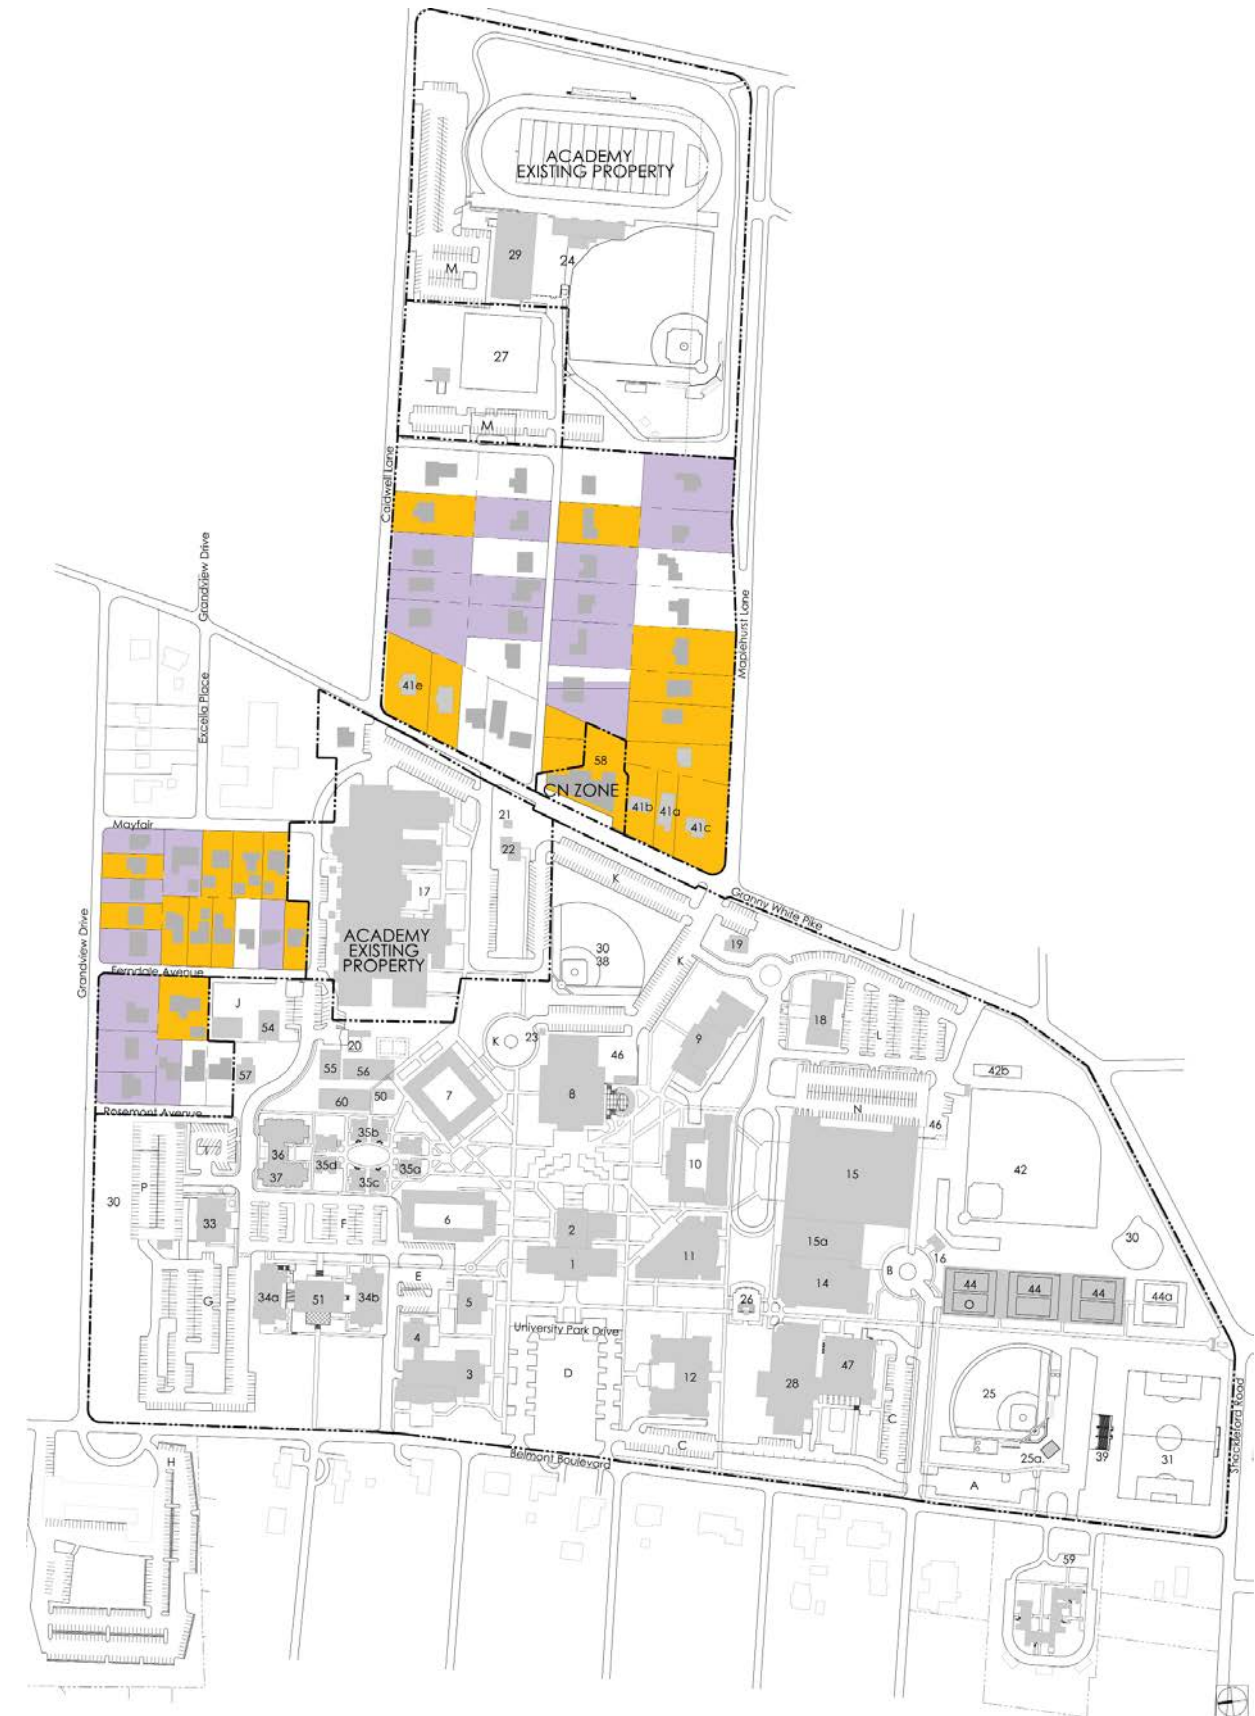 ACADEMY
EXISTING PROPERTY
29
24
M
27
M
Caldwell Lane
Grandview Drive
Maplehurst Lane
41e
Excella Place
58
CN ZONE
41b
41a
41c
21
22
Mayfair
K
17
Granny White Pike
Grandview Drive
ACADEMY
EXISTING
PROPERTY
30
38
19
K
Ferndale Avenue
J
54
18
L
20
23
K
9
46
55
56
57
42b
60
50
7
8
N
46
Rosemont Avenue
35b
36
35d
35a
37
35c
10
15
42
P
30
33
F
6
2
1
11
15a
16
30
B
14
E
44
44
44
44a
O
G
34a
51
34b
5
26
4
University Park Drive
3
D
12
28
47
25
C
C
25a
39
31
Shackleford Road
Belmont Boulevard
H
A
59